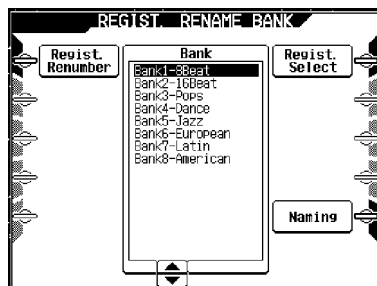 REGIST. RENAME BANK
Regist. Renumber
Bank
Bank1-8Beat
Bank2-16Beat
Bank3-Pops
Bank4-Dance
Bank5-Jazz
Bank6-European
Bank7-Latin
Bank8-American
Regist. Select
Naming